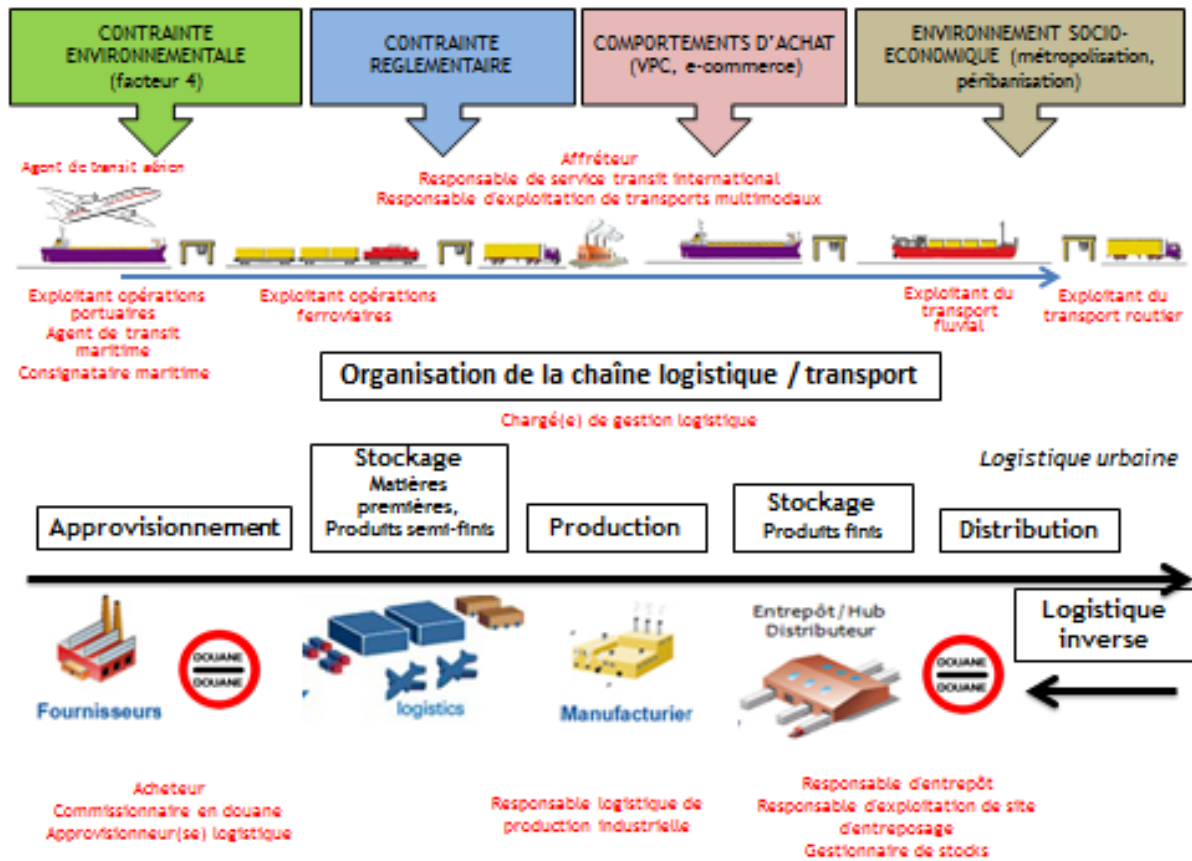 CONTRAINTE
ENVIRONNEMENTALE
(facteur 4)
CONTRAINTE
REGLEMENTAIRE
COMPORTEMENTS D'ACHAT
(VPC, e-commerce)
ENVIRONMENT SOCIO-
ECONOMIQUE (métropolisation,
péribanisation)
Agent de transit aérien
Affréteur
Responsable de service transit international
Responsable d'exploitation de transports multimodaux
Exploitant opérations
portuaires
Agent de transit
maritime
Consignataire maritime
Exploitant opérations
ferroviaires
Exploitant du
transport
fluvial
Exploitant du
transport routier
Organisation de la chaîne logistique / transport
Chargé(e) de gestion logistique
Logistique urbaine
Approvisionnement
Stockage
Matières
premières,
Produits semi-finis
Production
Stockage
Produits finis
Distribution
Logistique
inverse
DOUANE
DOUANE
Fournisseurs
logistics
Manufacturier
Entrepôt / Hub
Distributeur
DOUANE
DOUANE
Acheteur
Commissionnaire en douane
Approvisionneur(se) logistique
Responsable logistique de
production industrielle
Responsable d'entrepôt
Responsable d'exploitation de site
d'entreposage
Gestionnaire de stocks